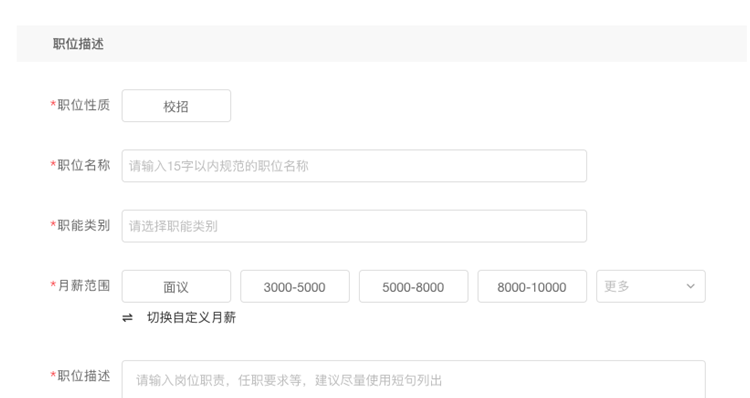 职位描述
*职位性质 校招
*职位名称 请输入15字以内规范的职位名称
*职能类别 请选择职能类别
*月薪范围 面议 3000-5000 5000-8000 8000-10000 更多
⇌ 切换自定义月薪
*职位描述 请输入岗位职责，任职要求等，建议尽量使用短句列出